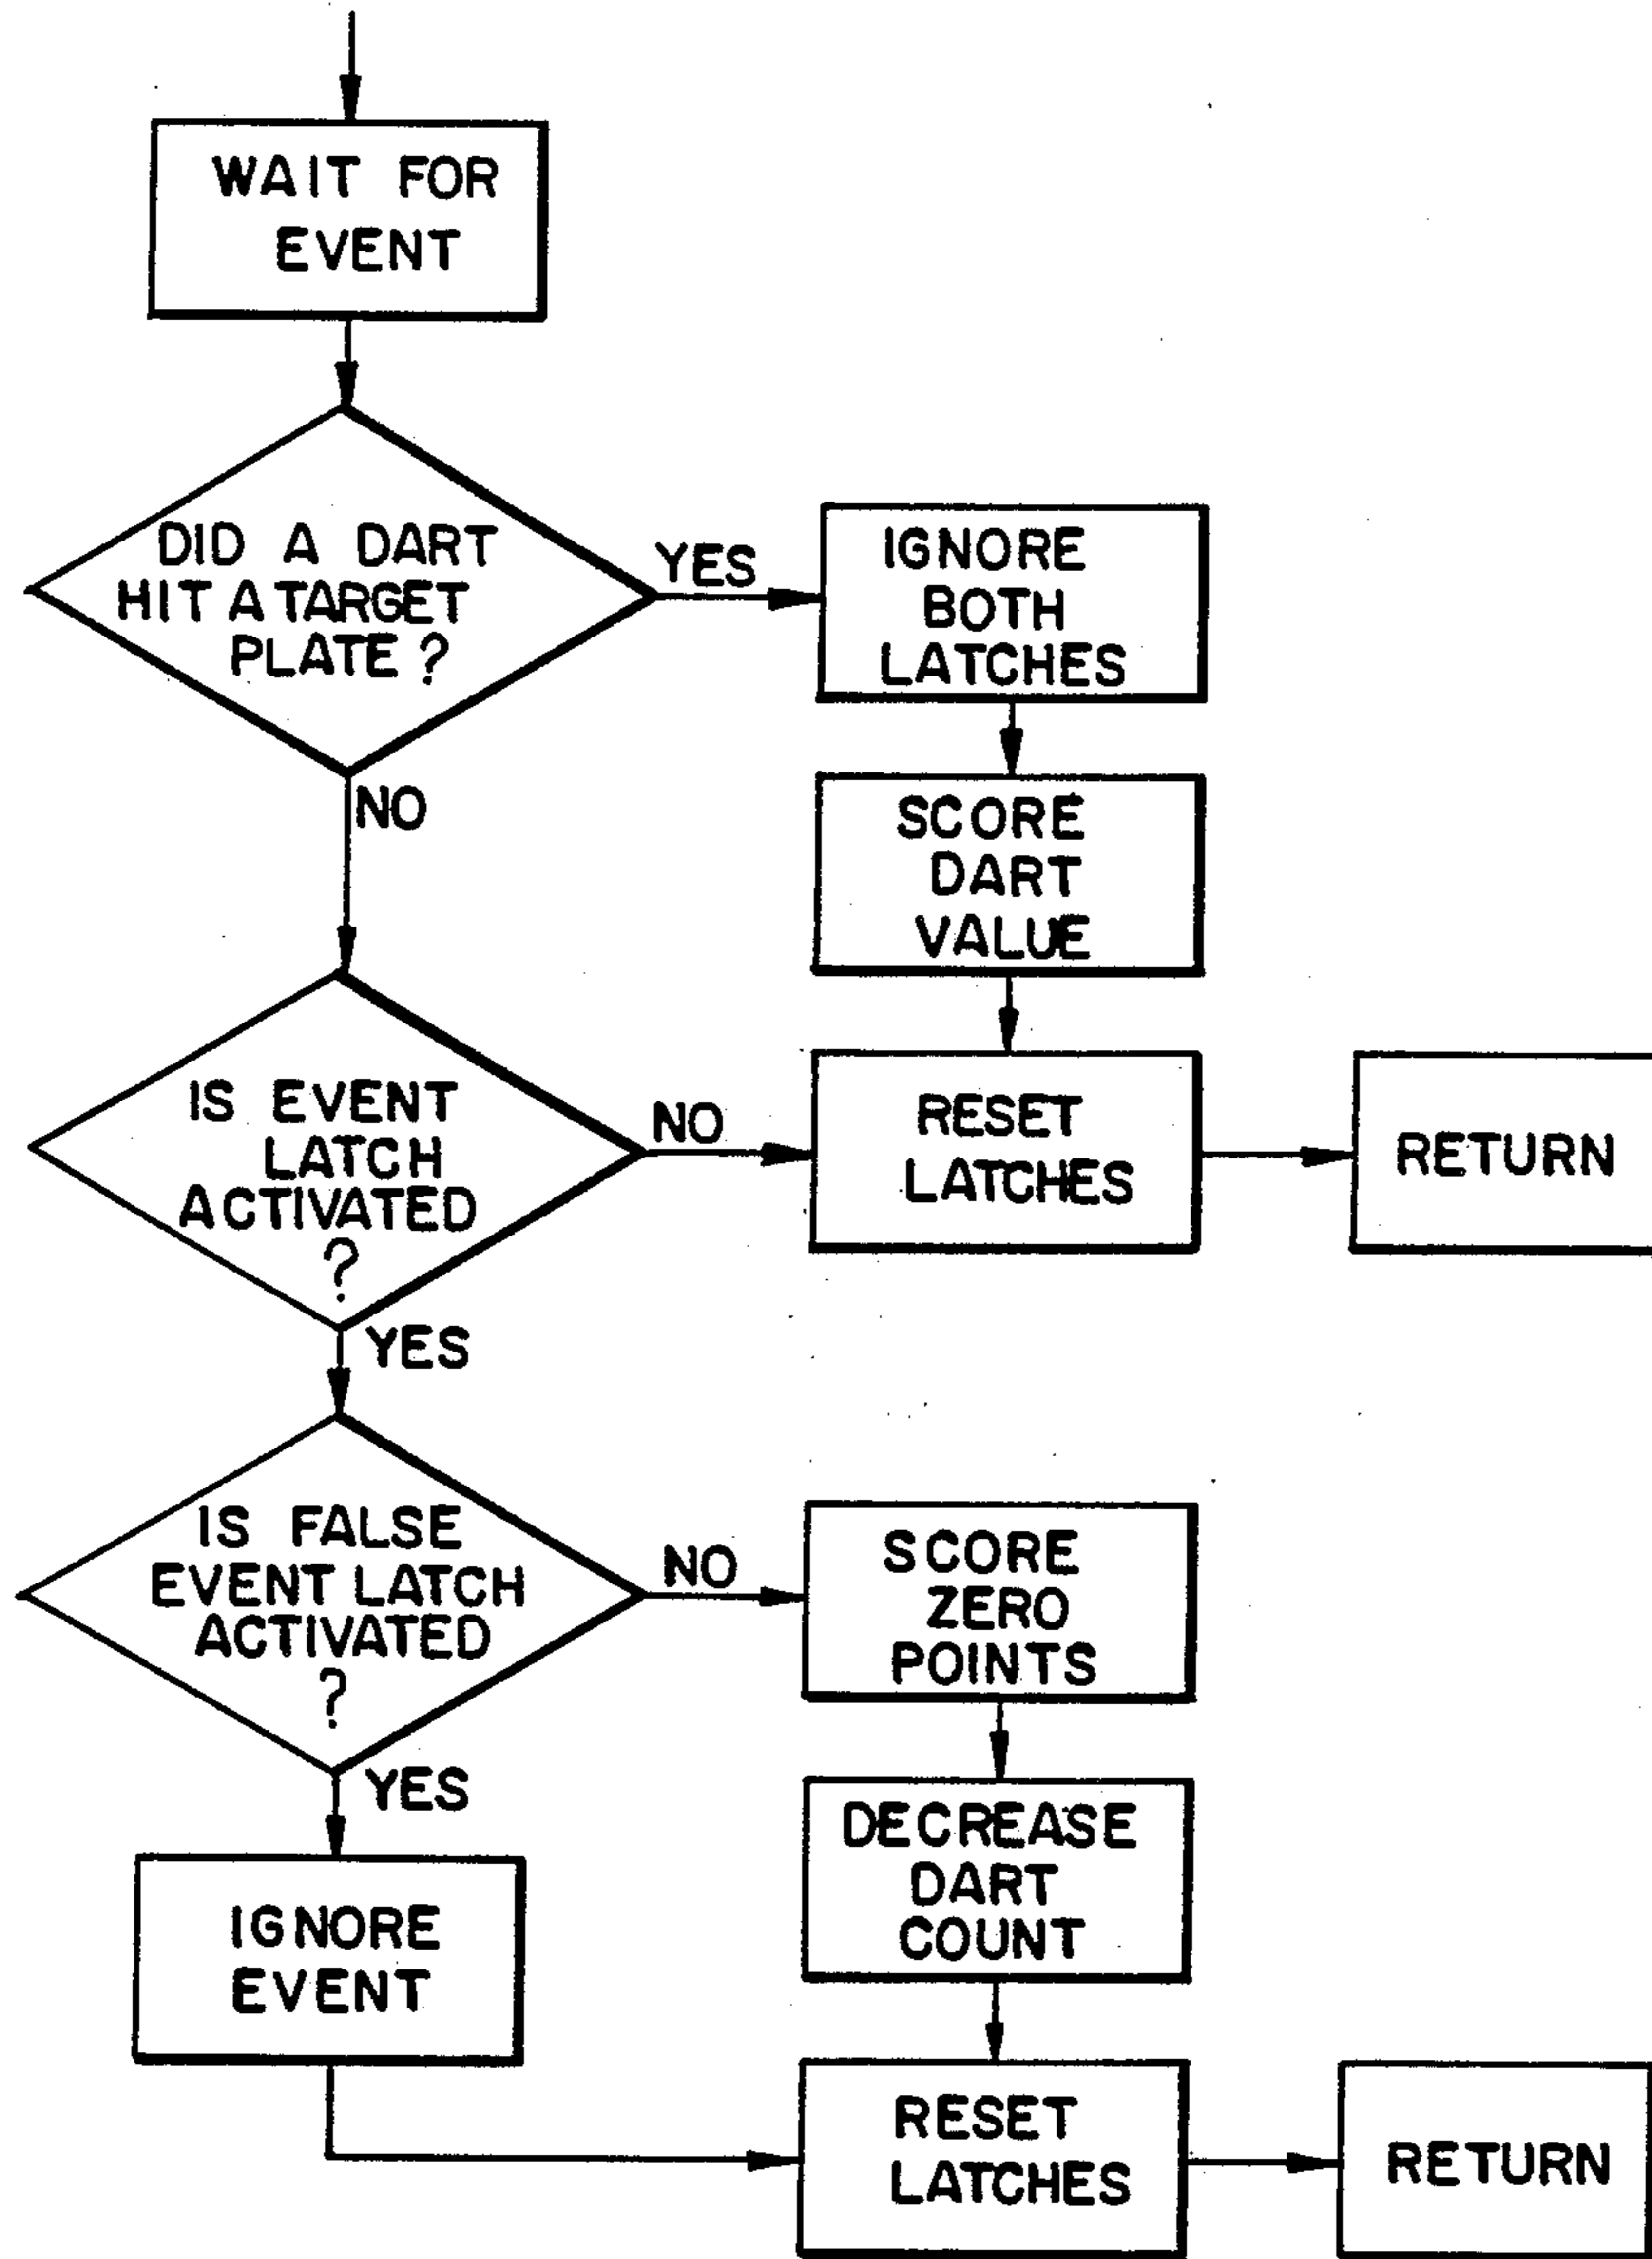 WAIT FOR
EVENT
DID A DART
HIT A TARGET
PLATE ?
YES
IGNORE
BOTH
LATCHES
NO
SCORE
DART
VALUE
IS EVENT
LATCH
ACTIVATED
?
NO
RESET
LATCHES
RETURN
YES
IS FALSE
EVENT LATCH
ACTIVATED
?
NO
SCORE
ZERO
POINTS
YES
DECREASE
DART
COUNT
IGNORE
EVENT
RESET
LATCHES
RETURN